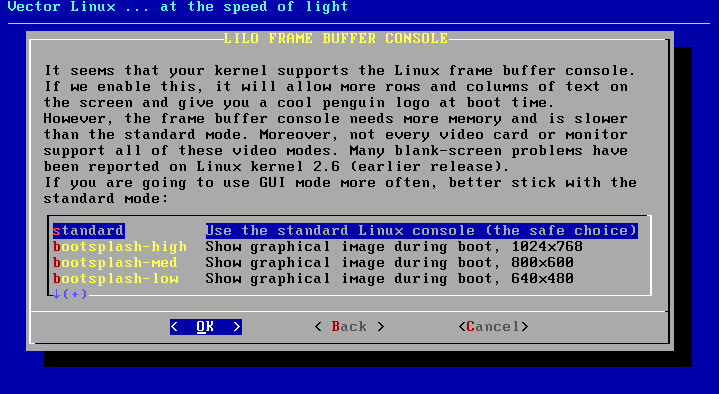 Vector Linux ... at the speed of light
LILO FRAME BUFFER CONSOLE
It seems that your kernel supports the Linux frame buffer console.
If we enable this, it will allow more rows and columns of text on
the screen and give you a cool penguin logo at boot time.
However, the frame buffer console needs more memory and is slower
than the standard mode. Moreover, not every video card or monitor
support all of these video modes. Many blank-screen problems have
been reported on Linux kernel 2.6 (earlier release).
If you are going to use GUI mode more often, better stick with the
standard mode:
standard Use the standard Linux console (the safe choice)
bootsplash-high Show graphical image during boot, 1024x768
bootsplash-med Show graphical image during boot, 800x600
bootsplash-low Show graphical image during boot, 640x480
↓(+)
< OK > < Back > <Cancel>